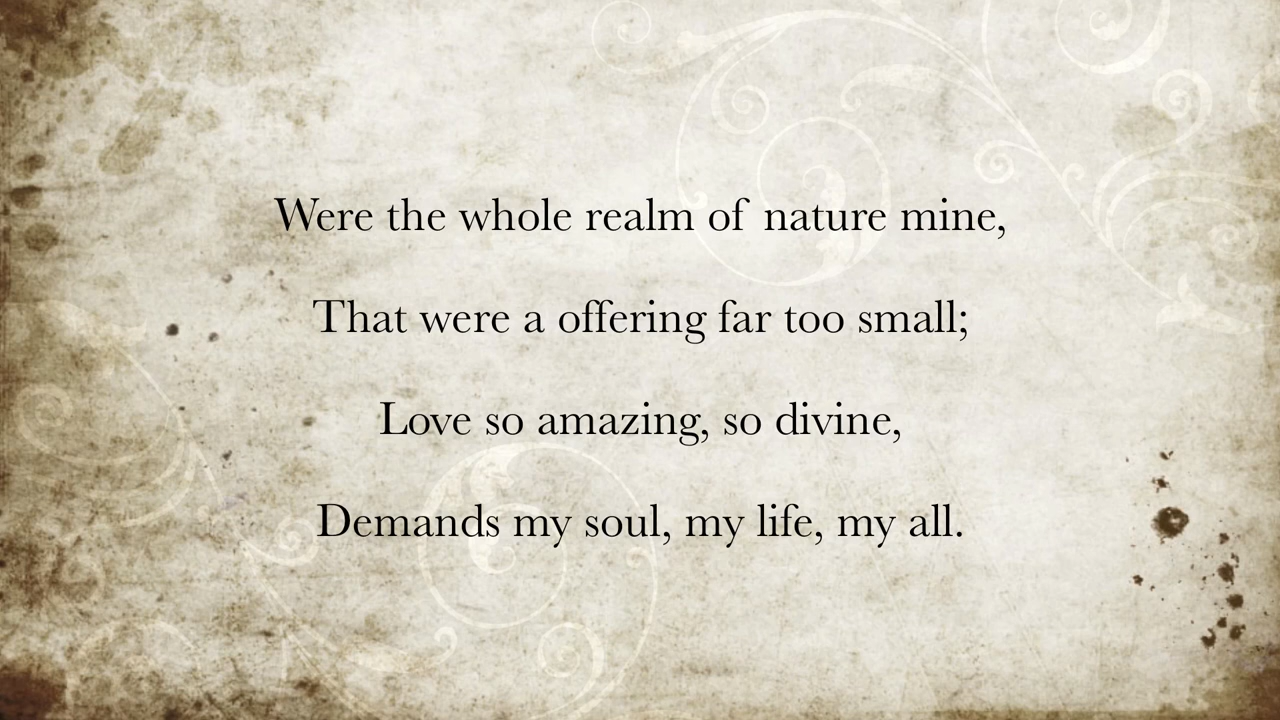 Were the whole realm of nature mine,
That were a offering far too small;
Love so amazing, so divine,
Demands my soul, my life, my all.